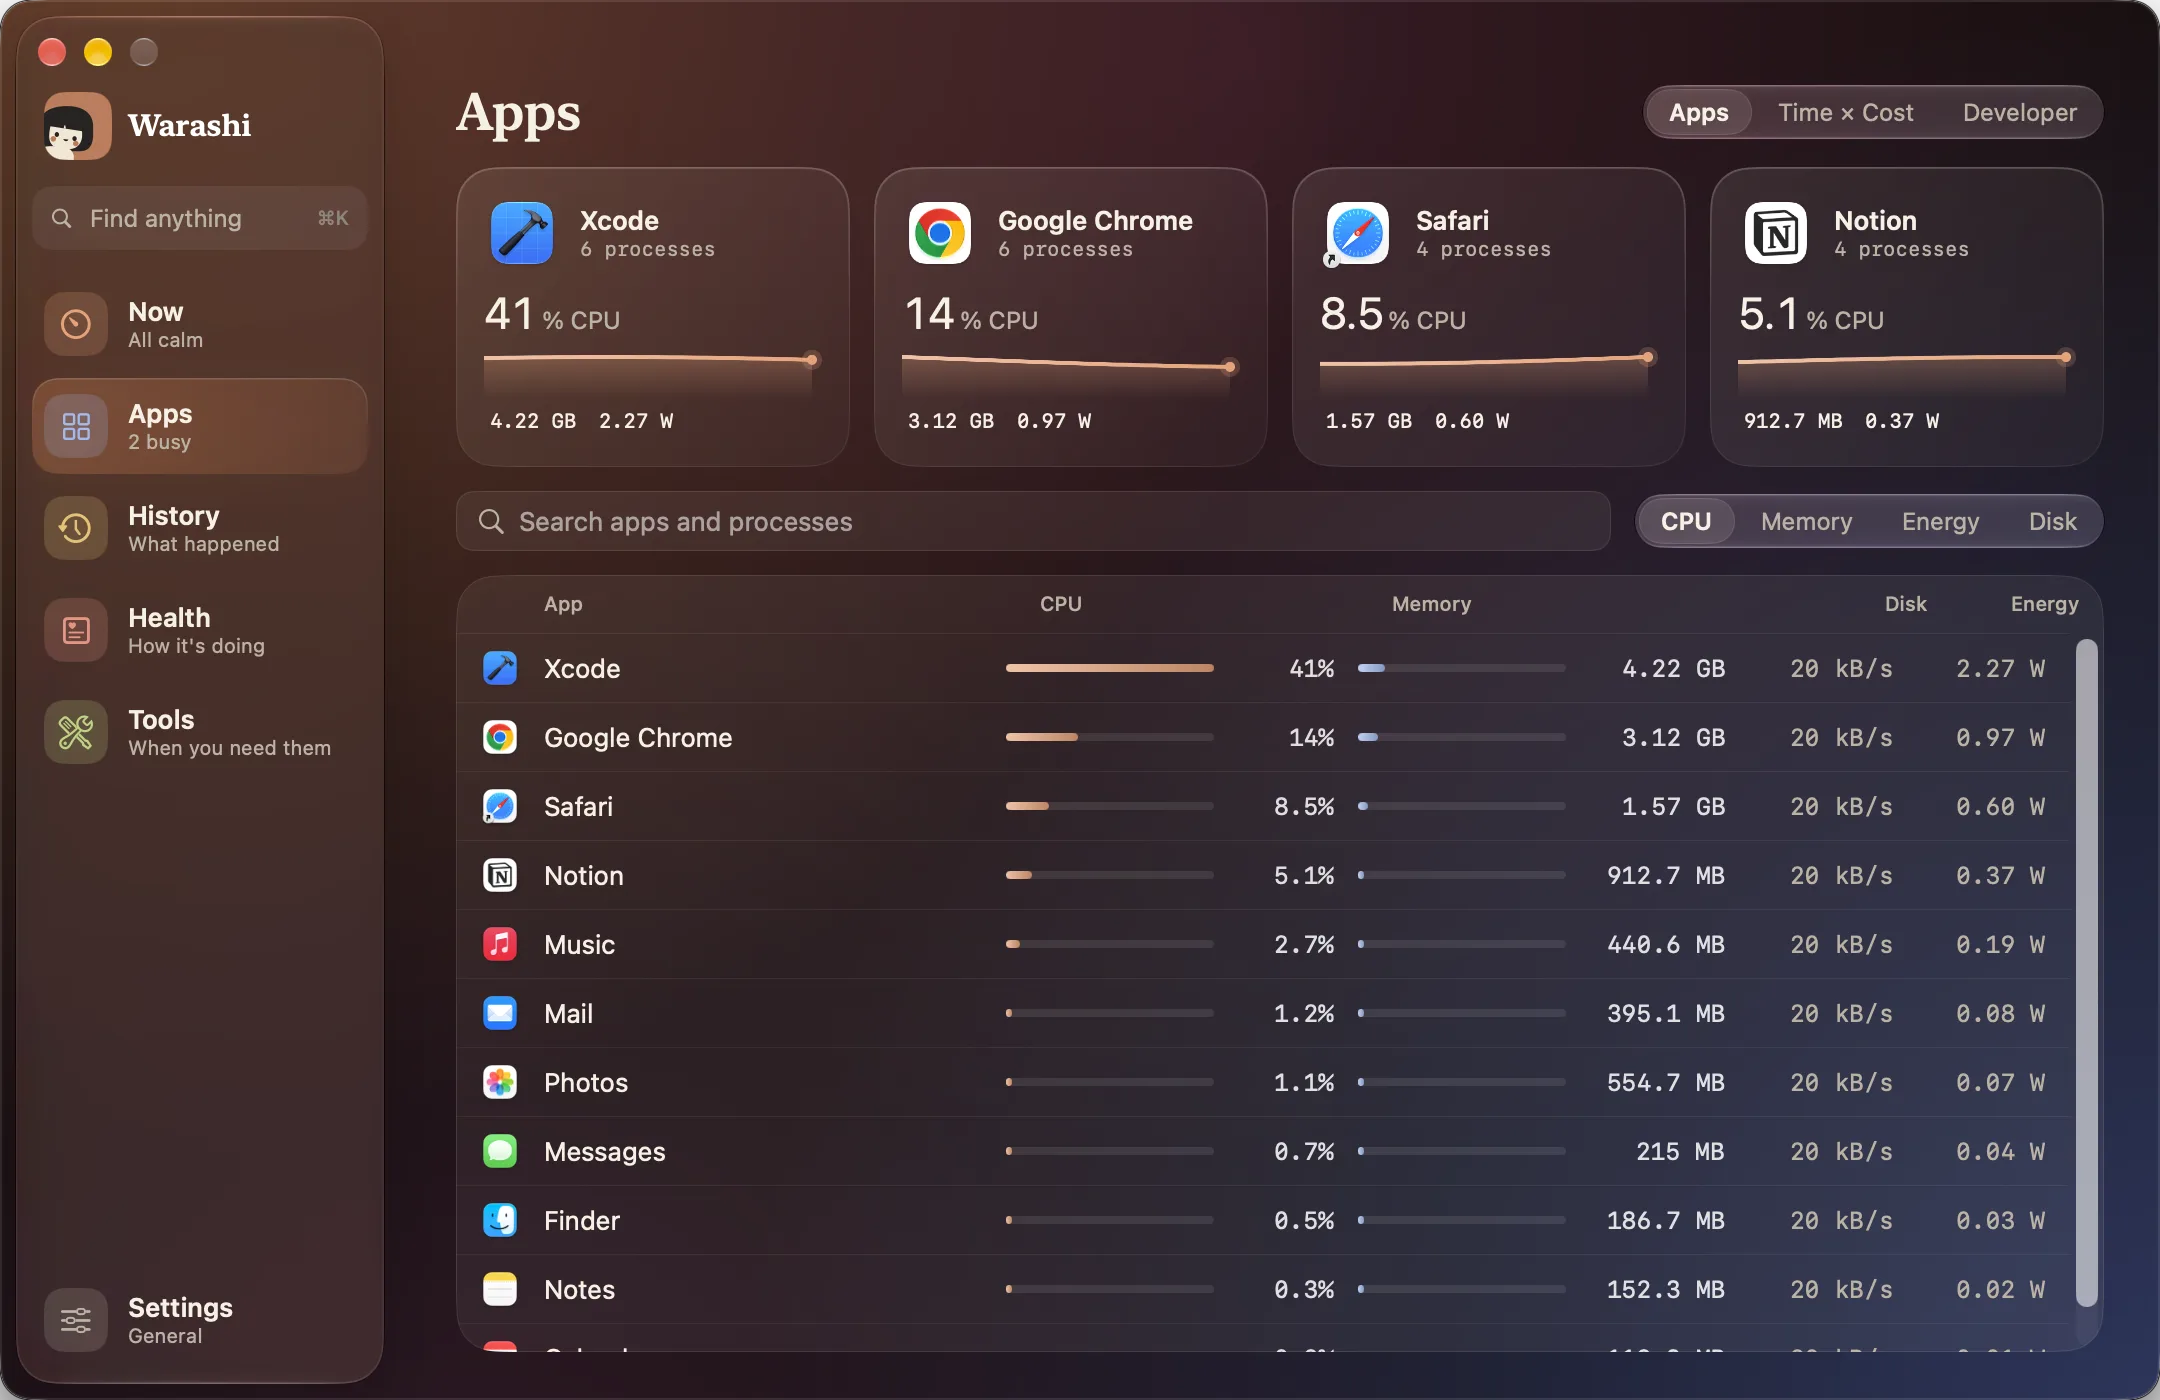 Warashi
Find anything ⌘K
Now
All calm
Apps
2 busy
History
What happened
Health
How it's doing
Tools
When you need them
Settings
General
Apps
Apps Time × Cost Developer
Xcode
6 processes
41 % CPU
4.22 GB 2.27 W
Google Chrome
6 processes
14 % CPU
3.12 GB 0.97 W
Safari
4 processes
8.5 % CPU
1.57 GB 0.60 W
Notion
4 processes
5.1 % CPU
912.7 MB 0.37 W
Search apps and processes
CPU Memory Energy Disk
App CPU Memory Disk Energy
Xcode 41% 4.22 GB 20 kB/s 2.27 W
Google Chrome 14% 3.12 GB 20 kB/s 0.97 W
Safari 8.5% 1.57 GB 20 kB/s 0.60 W
Notion 5.1% 912.7 MB 20 kB/s 0.37 W
Music 2.7% 440.6 MB 20 kB/s 0.19 W
Mail 1.2% 395.1 MB 20 kB/s 0.08 W
Photos 1.1% 554.7 MB 20 kB/s 0.07 W
Messages 0.7% 215 MB 20 kB/s 0.04 W
Finder 0.5% 186.7 MB 20 kB/s 0.03 W
Notes 0.3% 152.3 MB 20 kB/s 0.02 W